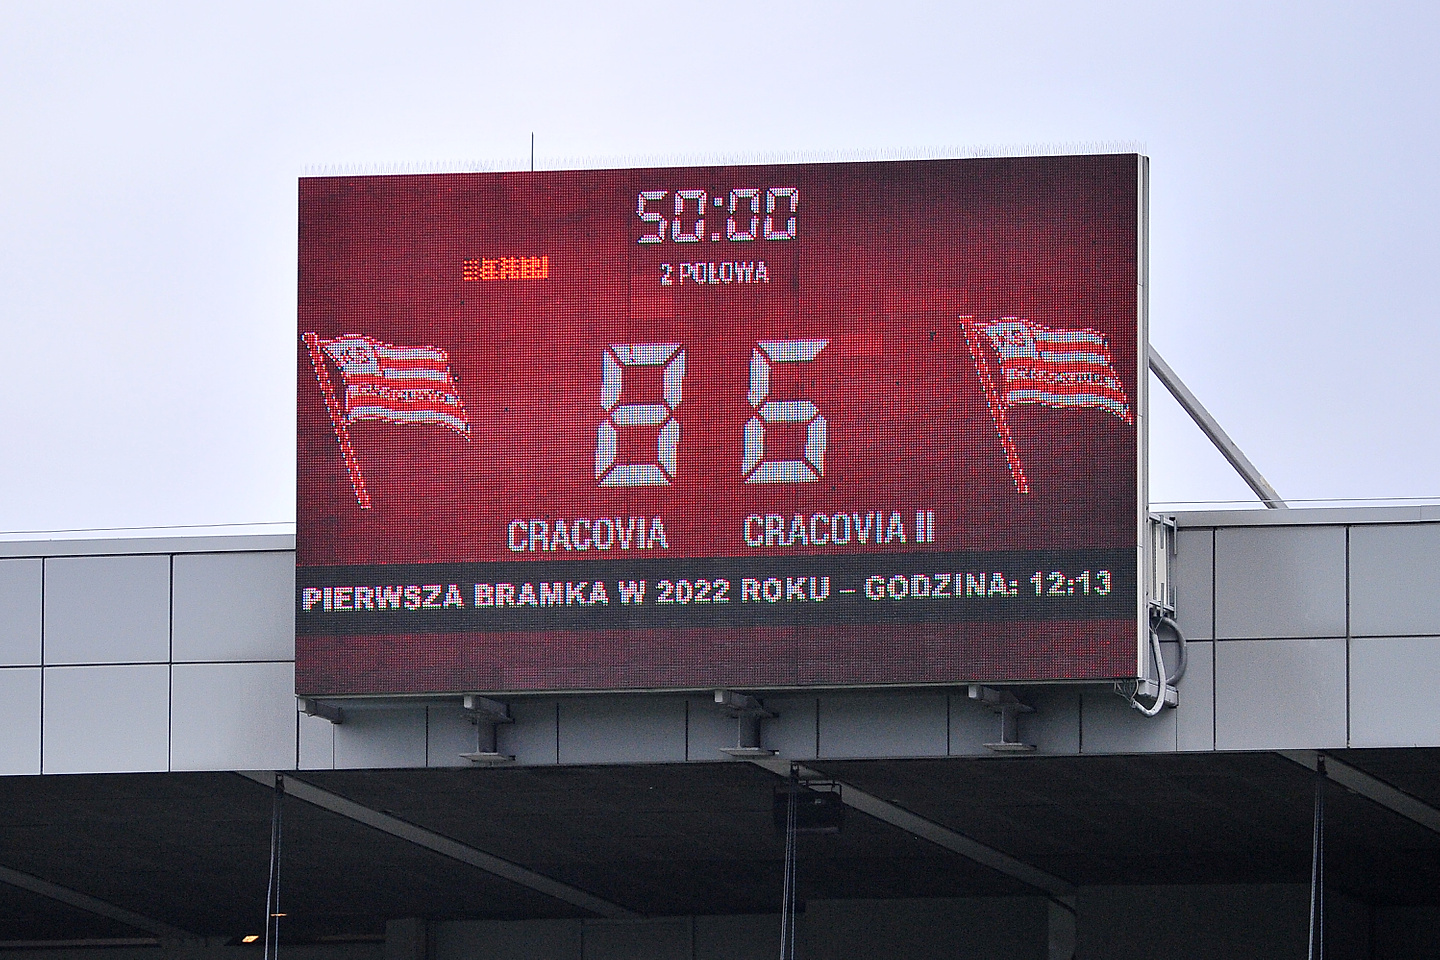 50:00
2 POŁOWA
8 6
CRACOVIA CRACOVIA II
PIERWSZA BRAMKA W 2022 ROKU – GODZINA: 12:13